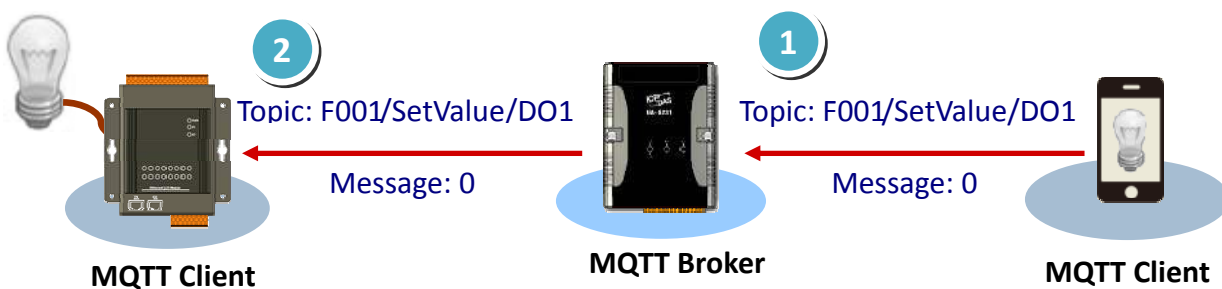 2
1
Topic: F001/SetValue/DO1
Topic: F001/SetValue/DO1
Message: 0
Message: 0
MQTT Client
MQTT Broker
MQTT Client